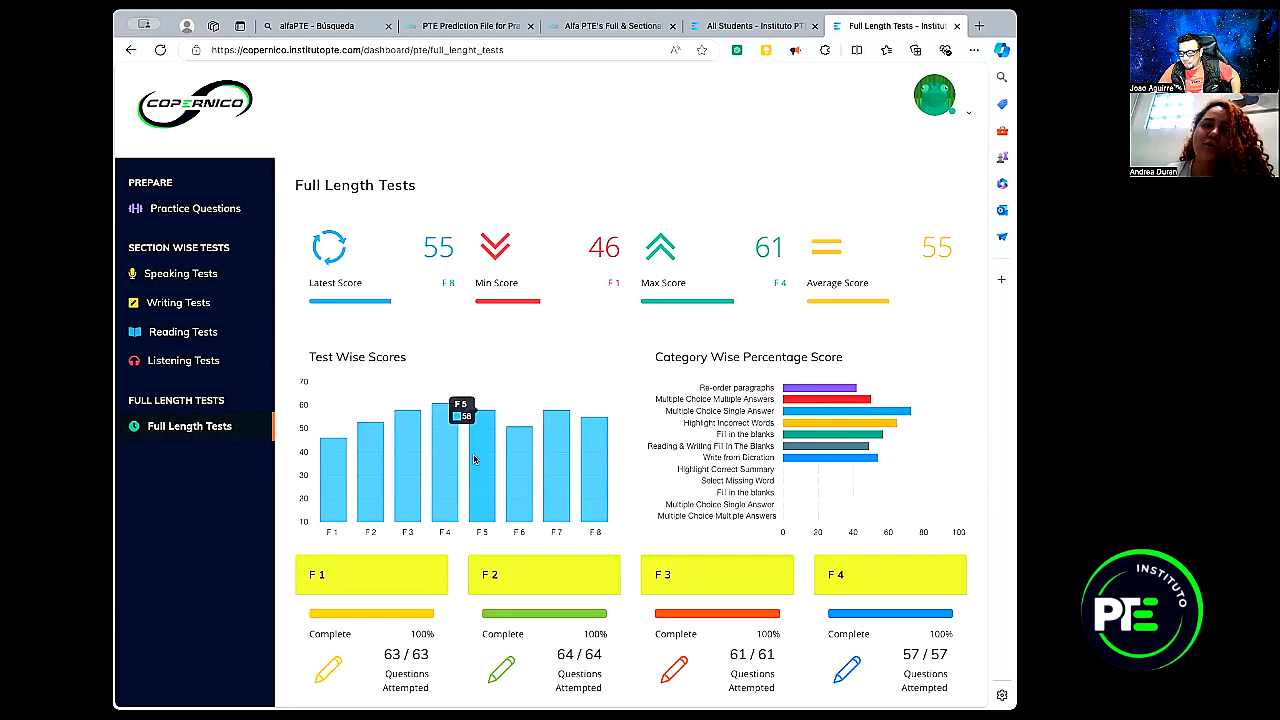 alfaPTE - Búsqueda
PTE Prediction File for Pra
Alfa PTE's Full & Sectional
All Students - Instituto PT
Full Length Tests - Institut
https://copernico.institutopte.com/dashboard/pte/full_lenght_tests
COPERNICO
PREPARE
Practice Questions
SECTION WISE TESTS
Speaking Tests
Writing Tests
Reading Tests
Listening Tests
FULL LENGTH TESTS
Full Length Tests
Full Length Tests
55
Latest Score
F 8
46
Min Score
F 1
61
Max Score
F 4
55
Average Score
Test Wise Scores
70
60
50
40
30
20
10
F 5
58
F 1
F 2
F 3
F 4
F 5
F 6
F 7
F 8
Category Wise Percentage Score
Re-order paragraphs
Multiple Choice Multiple Answers
Multiple Choice Single Answer
Highlight Incorrect Words
Fill in the blanks
Reading & Writing Fill In The Blanks
Write from Dicration
Highlight Correct Summary
Select Missing Word
Fill in the blanks
Multiple Choice Single Answer
Multiple Choice Multiple Answers
0
20
40
60
80
100
F 1
Complete
100%
63 / 63
Questions
Attempted
F 2
Complete
100%
64 / 64
Questions
Attempted
F 3
Complete
100%
61 / 61
Questions
Attempted
F 4
Complete
100%
57 / 57
Questions
Attempted
Joao Aguirre
Andrea Duran
INSTITUTO
PTE